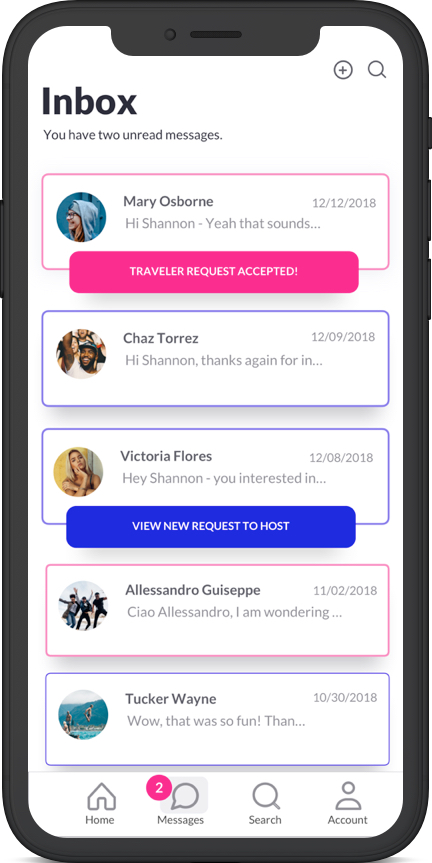 Inbox
You have two unread messages.
Mary Osborne 12/12/2018
Hi Shannon - Yeah that sounds...
TRAVELER REQUEST ACCEPTED!
Chaz Torrez 12/09/2018
Hi Shannon, thanks again for in...
Victoria Flores 12/08/2018
Hey Shannon - you interested in...
VIEW NEW REQUEST TO HOST
Allessandro Guiseppe 11/02/2018
Ciao Allessandro, I am wondering ...
Tucker Wayne 10/30/2018
Wow, that was so fun! Than...
2
Home Messages Search Account